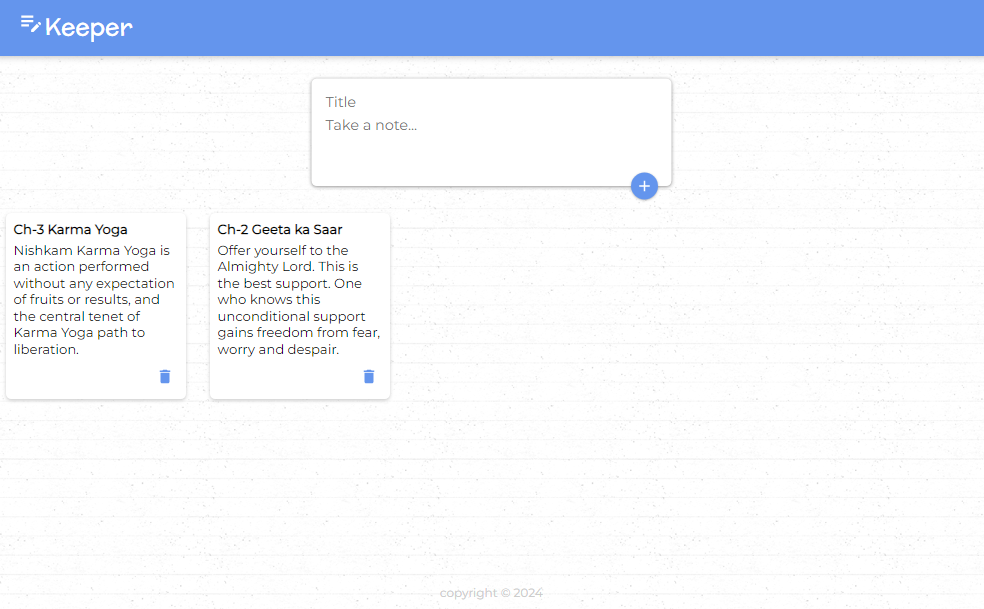 Keeper
Title
Take a note...
Ch-3 Karma Yoga
Nishkam Karma Yoga is
an action performed
without any expectation
of fruits or results, and
the central tenet of
Karma Yoga path to
liberation.
Ch-2 Geeta ka Saar
Offer yourself to the
Almighty Lord. This is
the best support. One
who knows this
unconditional support
gains freedom from fear,
worry and despair.
copyright © 2024